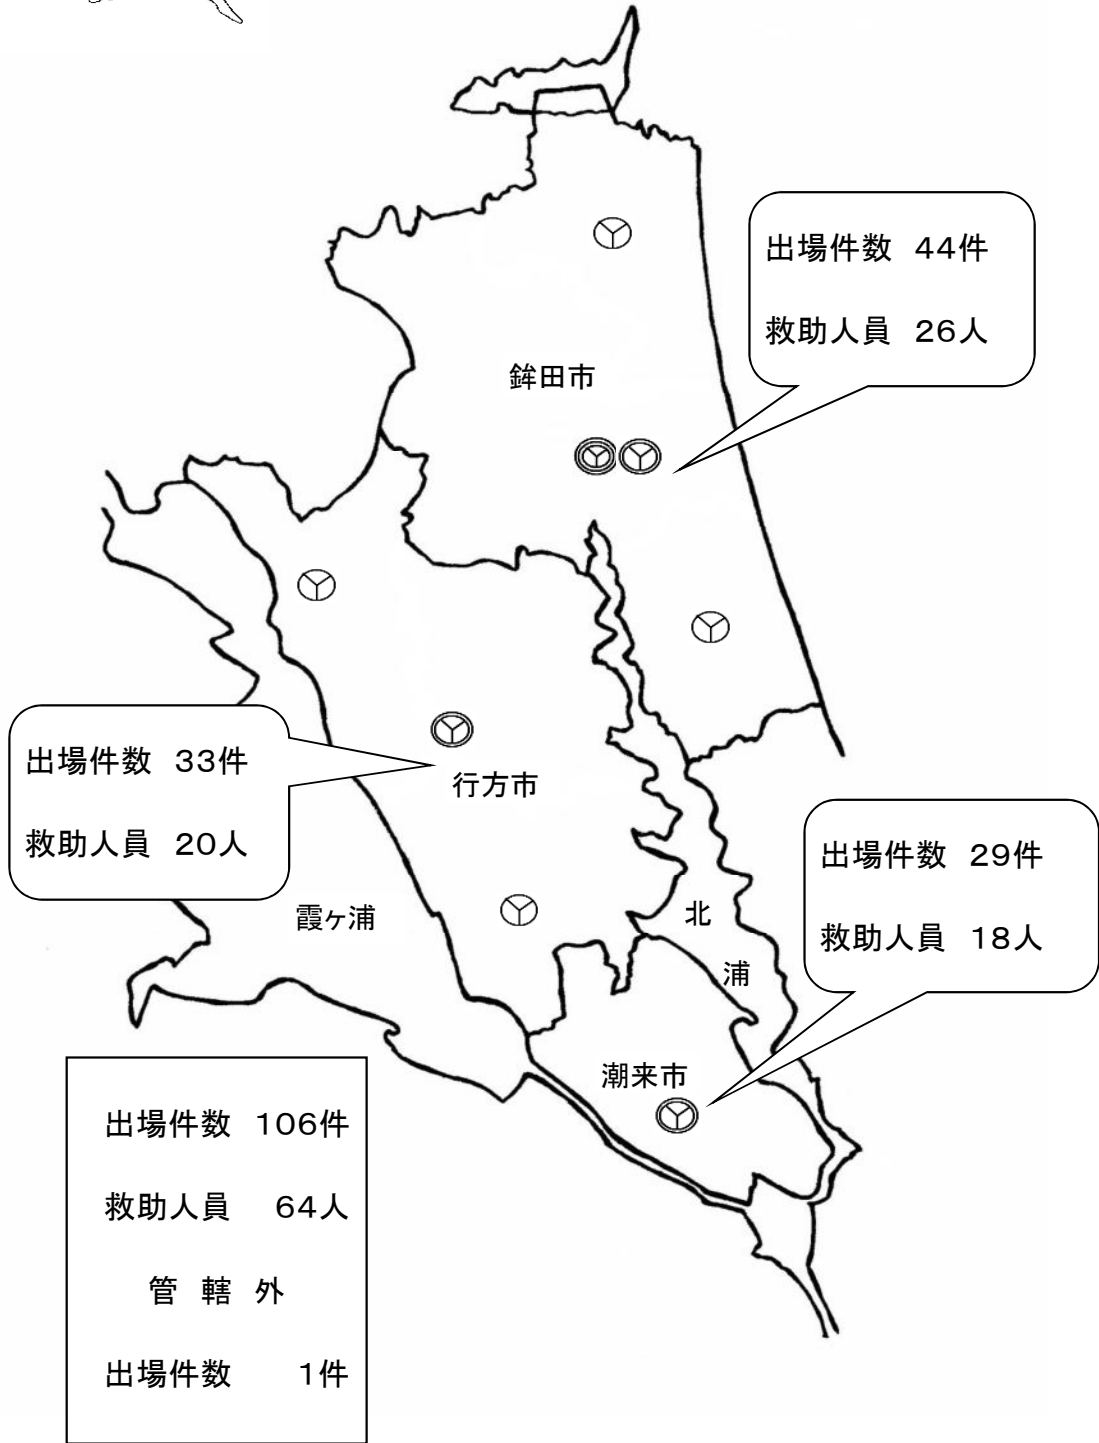 出場件数 44件
救助人員 26人
鉾田市
出場件数 33件
救助人員 20人
行方市
出場件数 29件
救助人員 18人
霞ヶ浦
北
浦
潮来市
出場件数 106件
救助人員 64人
管 轄 外
出場件数 1件